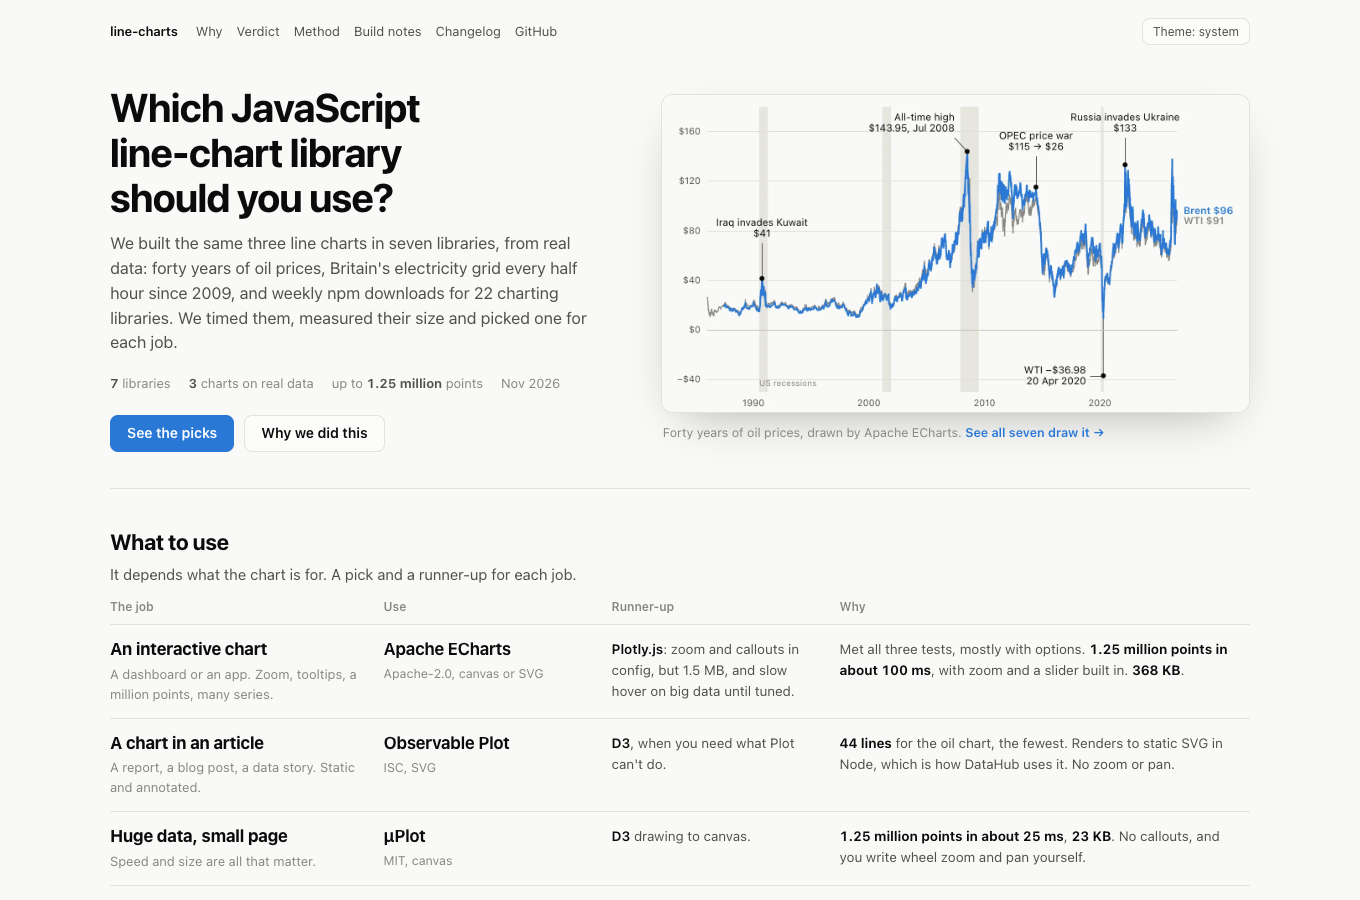 line-charts Why Verdict Method Build notes Changelog GitHub Theme: system
Which JavaScript
line-chart library
should you use?
We built the same three line charts in seven libraries, from real
data: forty years of oil prices, Britain's electricity grid every half
hour since 2009, and weekly npm downloads for 22 charting
libraries. We timed them, measured their size and picked one for
each job.
7 libraries 3 charts on real data up to 1.25 million points Nov 2026
See the picks Why we did this
All-time high
$143.95, Jul 2008
Russia invades Ukraine
$133
OPEC price war
$115 → $26
Iraq invades Kuwait
$41
Brent $96
WTI $91
WTI −$36.98
20 Apr 2020
US recessions
$160
$120
$80
$40
$0
−$40
1990 2000 2010 2020
Forty years of oil prices, drawn by Apache ECharts. See all seven draw it →
What to use
It depends what the chart is for. A pick and a runner-up for each job.
The job Use Runner-up Why
An interactive chart
A dashboard or an app. Zoom, tooltips, a
million points, many series.
Apache ECharts
Apache-2.0, canvas or SVG
Plotly.js: zoom and callouts in
config, but 1.5 MB, and slow
hover on big data until tuned.
Met all three tests, mostly with options. 1.25 million points in
about 100 ms, with zoom and a slider built in. 368 KB.
A chart in an article
A report, a blog post, a data story. Static
and annotated.
Observable Plot
ISC, SVG
D3, when you need what Plot
can't do.
44 lines for the oil chart, the fewest. Renders to static SVG in
Node, which is how DataHub uses it. No zoom or pan.
Huge data, small page
Speed and size are all that matter.
μPlot
MIT, canvas
D3 drawing to canvas.
1.25 million points in about 25 ms, 23 KB. No callouts, and
you write wheel zoom and pan yourself.